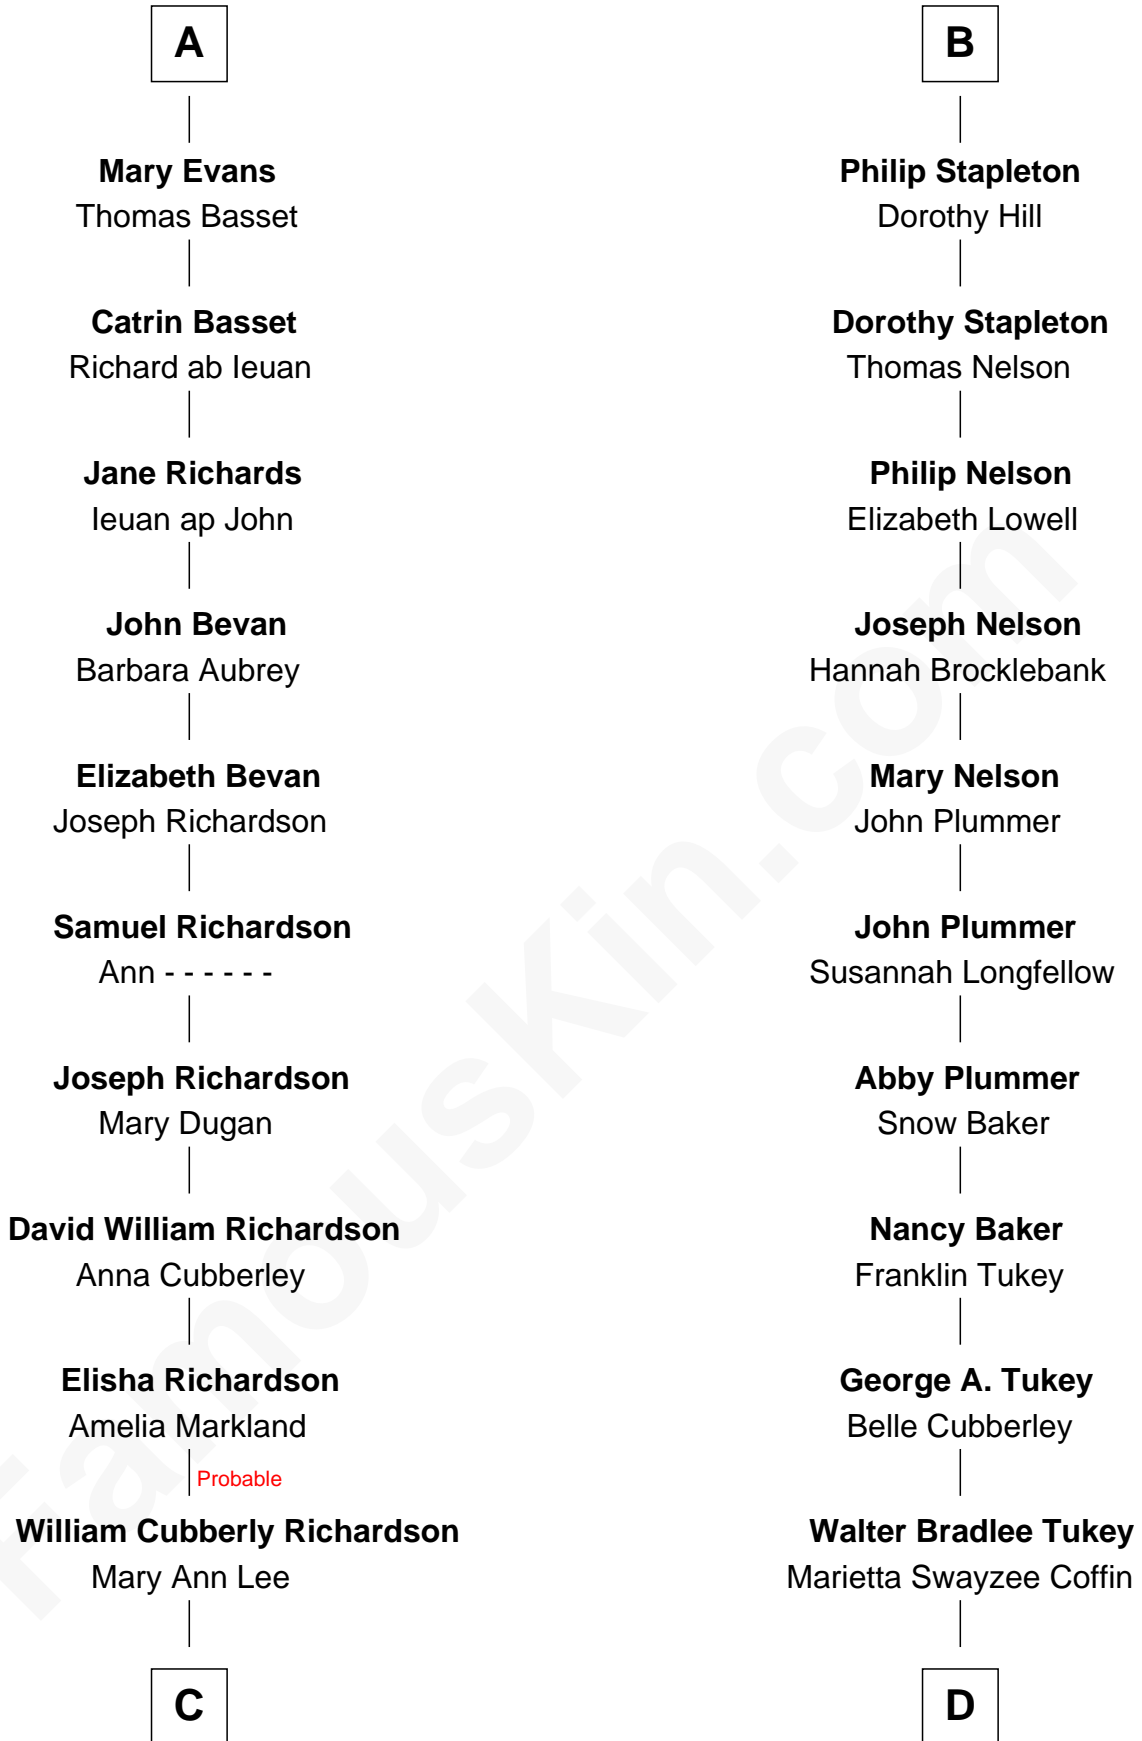 A
Mary Evans
Thomas Basset
Catrin Basset
Richard ab Ieuan
Jane Richards
Ieuan ap John
John Bevan
Barbara Aubrey
Elizabeth Bevan
Joseph Richardson
Samuel Richardson
Ann - - - - - -
Joseph Richardson
Mary Dugan
David William Richardson
Anna Cubberley
Elisha Richardson
Amelia Markland
Probable
William Cubberly Richardson
Mary Ann Lee
C
B
Philip Stapleton
Dorothy Hill
Dorothy Stapleton
Thomas Nelson
Philip Nelson
Elizabeth Lowell
Joseph Nelson
Hannah Brocklebank
Mary Nelson
John Plummer
John Plummer
Susannah Longfellow
Abby Plummer
Snow Baker
Nancy Baker
Franklin Tukey
George A. Tukey
Belle Cubberley
Walter Bradlee Tukey
Marietta Swayzee Coffin
D
FamousKin.com